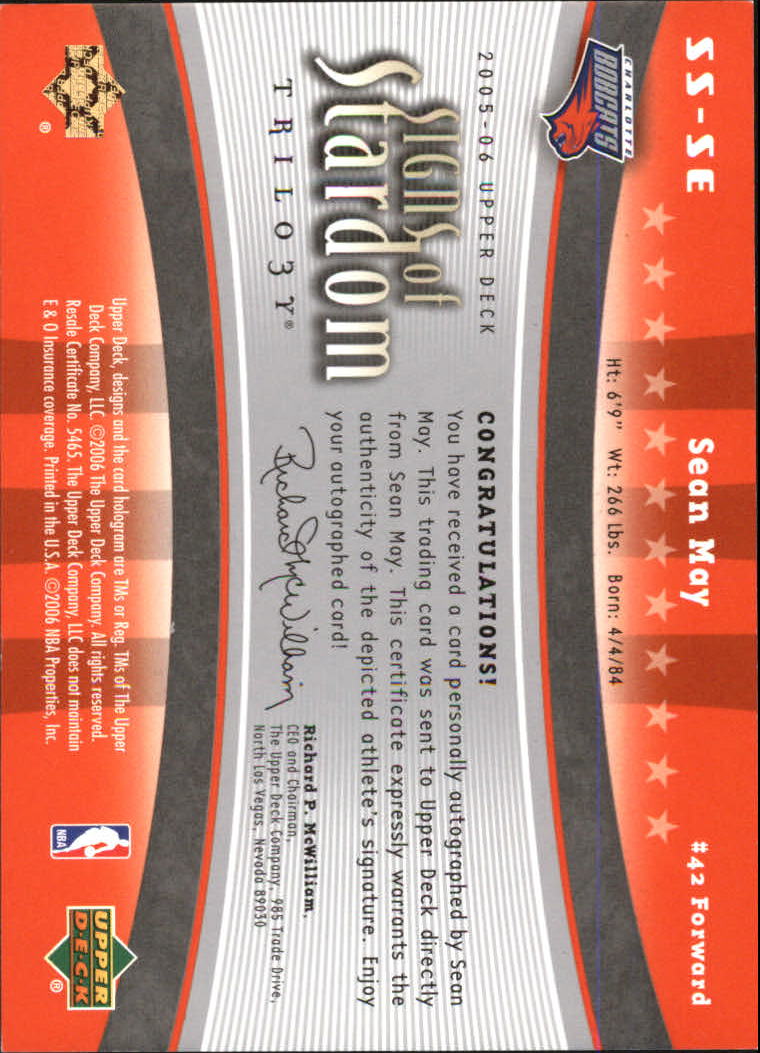 SS-SE
Sean May
#42 Forward
Ht: 6'9" Wt: 266 Lbs. Born: 4/4/84
CHARLOTTE
BOBCATS
2005-06 UPPER DECK
SIGNS of
Stardom
TRILO3Y®
CONGRATULATIONS!
You have received a card personally autographed by Sean
May. This trading card was sent to Upper Deck directly
from Sean May. This certificate expressly warrants the
authenticity of the depicted athlete's signature. Enjoy
your autographed card!
Richard P. McWilliam
Richard P. McWilliam,
CEO and Chairman,
The Upper Deck Company, 985 Trade Drive,
North Las Vegas, Nevada 89030
Upper Deck, designs and the card hologram are TMs or Reg. TMs of The Upper
Deck Company, LLC. ©2006 The Upper Deck Company. All rights reserved.
Resale Certificate No. 5465. The Upper Deck Company, LLC does not maintain
E & O Insurance coverage. Printed in the U.S.A. ©2006 NBA Properties, Inc.
®
NBA
UPPER
D.E.C.K
®